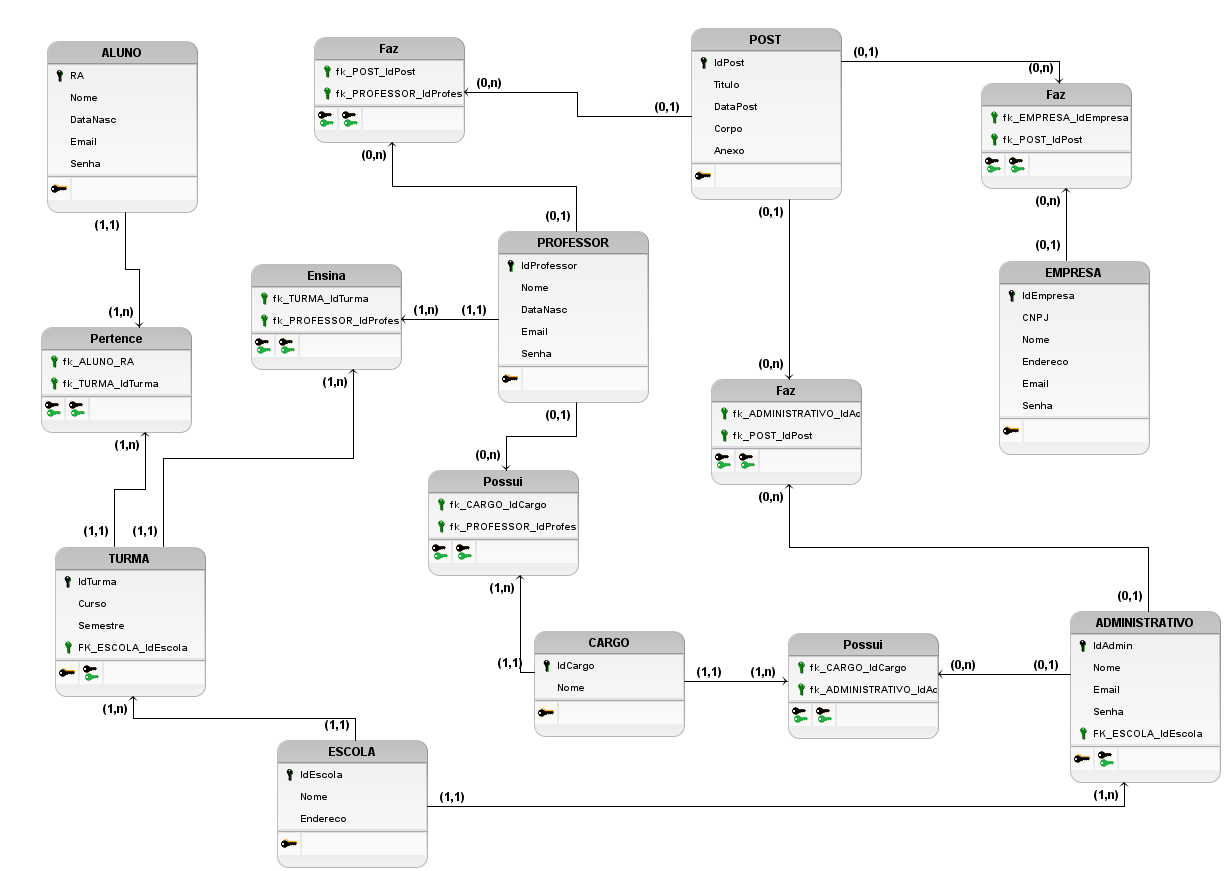 ALUNO
RA
Nome
DataNasc
Email
Senha
(1,1)
(1,n)
Pertence
fk_ALUNO_RA
fk_TURMA_IdTurma
(1,n)
(1,1)
(1,1)
TURMA
IdTurma
Curso
Semestre
FK_ESCOLA_IdEscola
(1,n)
(1,1)
ESCOLA
IdEscola
Nome
Endereco
(1,1)
(1,n)
Faz
fk_POST_IdPost
fk_PROFESSOR_IdProfes
(0,n)
(0,1)
(0,n)
(0,1)
PROFESSOR
IdProfessor
Nome
DataNasc
Email
Senha
(0,1)
Ensina
fk_TURMA_IdTurma
fk_PROFESSOR_IdProfes
(1,n)
(1,1)
(1,n)
(0,n)
Possui
fk_CARGO_IdCargo
fk_PROFESSOR_IdProfes
(1,n)
(1,1)
CARGO
IdCargo
Nome
(1,1)
(1,n)
Possui
fk_CARGO_IdCargo
fk_ADMINISTRATIVO_IdAc
(0,n)
(0,1)
POST
IdPost
Titulo
DataPost
Corpo
Anexo
(0,1)
(0,n)
(0,1)
(0,n)
Faz
fk_EMPRESA_IdEmpresa
fk_POST_IdPost
(0,n)
(0,1)
EMPRESA
IdEmpresa
CNPJ
Nome
Endereco
Email
Senha
Faz
fk_ADMINISTRATIVO_IdAc
fk_POST_IdPost
(0,n)
(0,1)
ADMINISTRATIVO
IdAdmin
Nome
Email
Senha
FK_ESCOLA_IdEscola